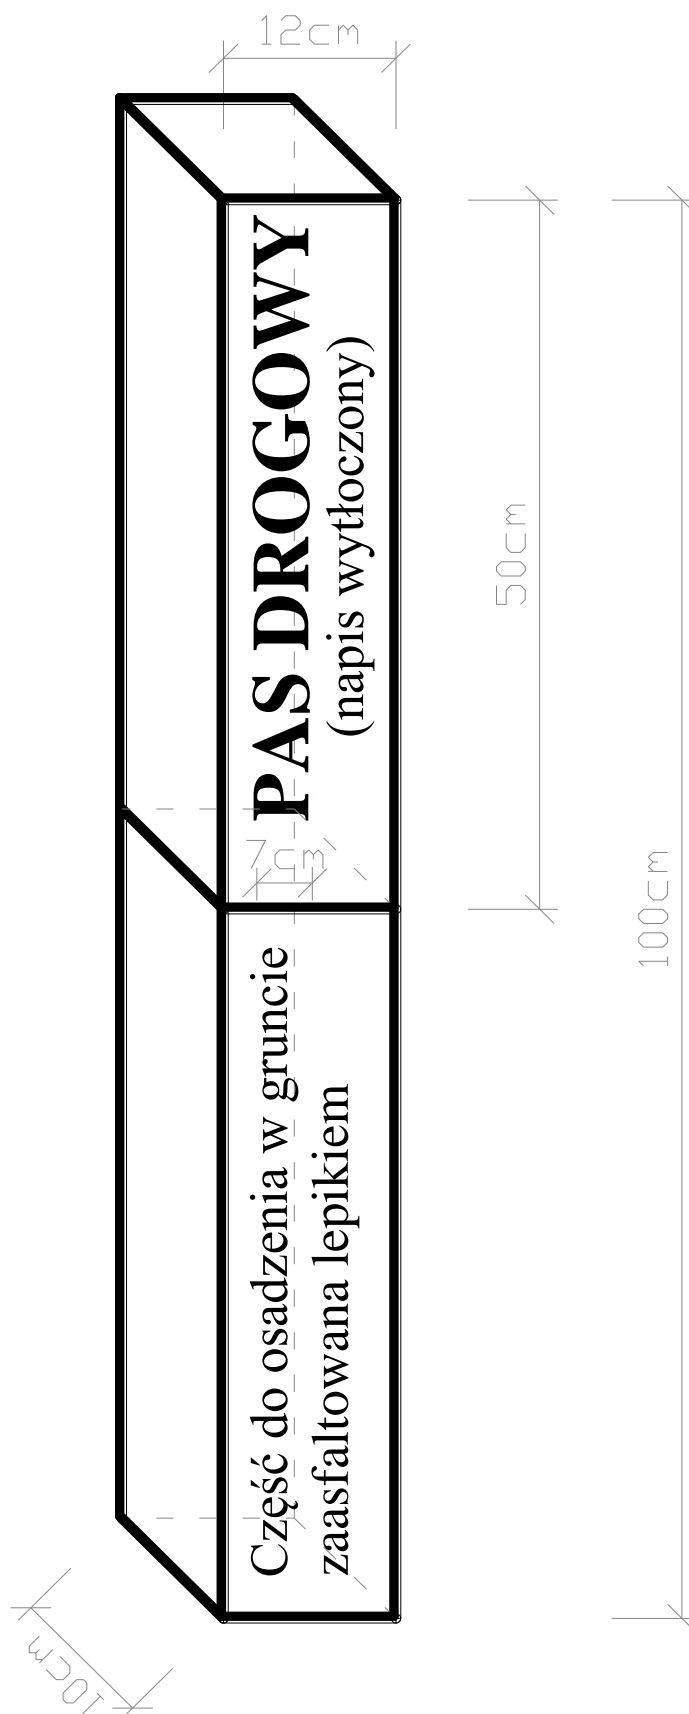 12cm
PAS DROGOWY
(napis wytłoczony)
50cm
7cm
100cm
Część do osadzenia w gruncie
zaasfaltowana lepikiem
10cm